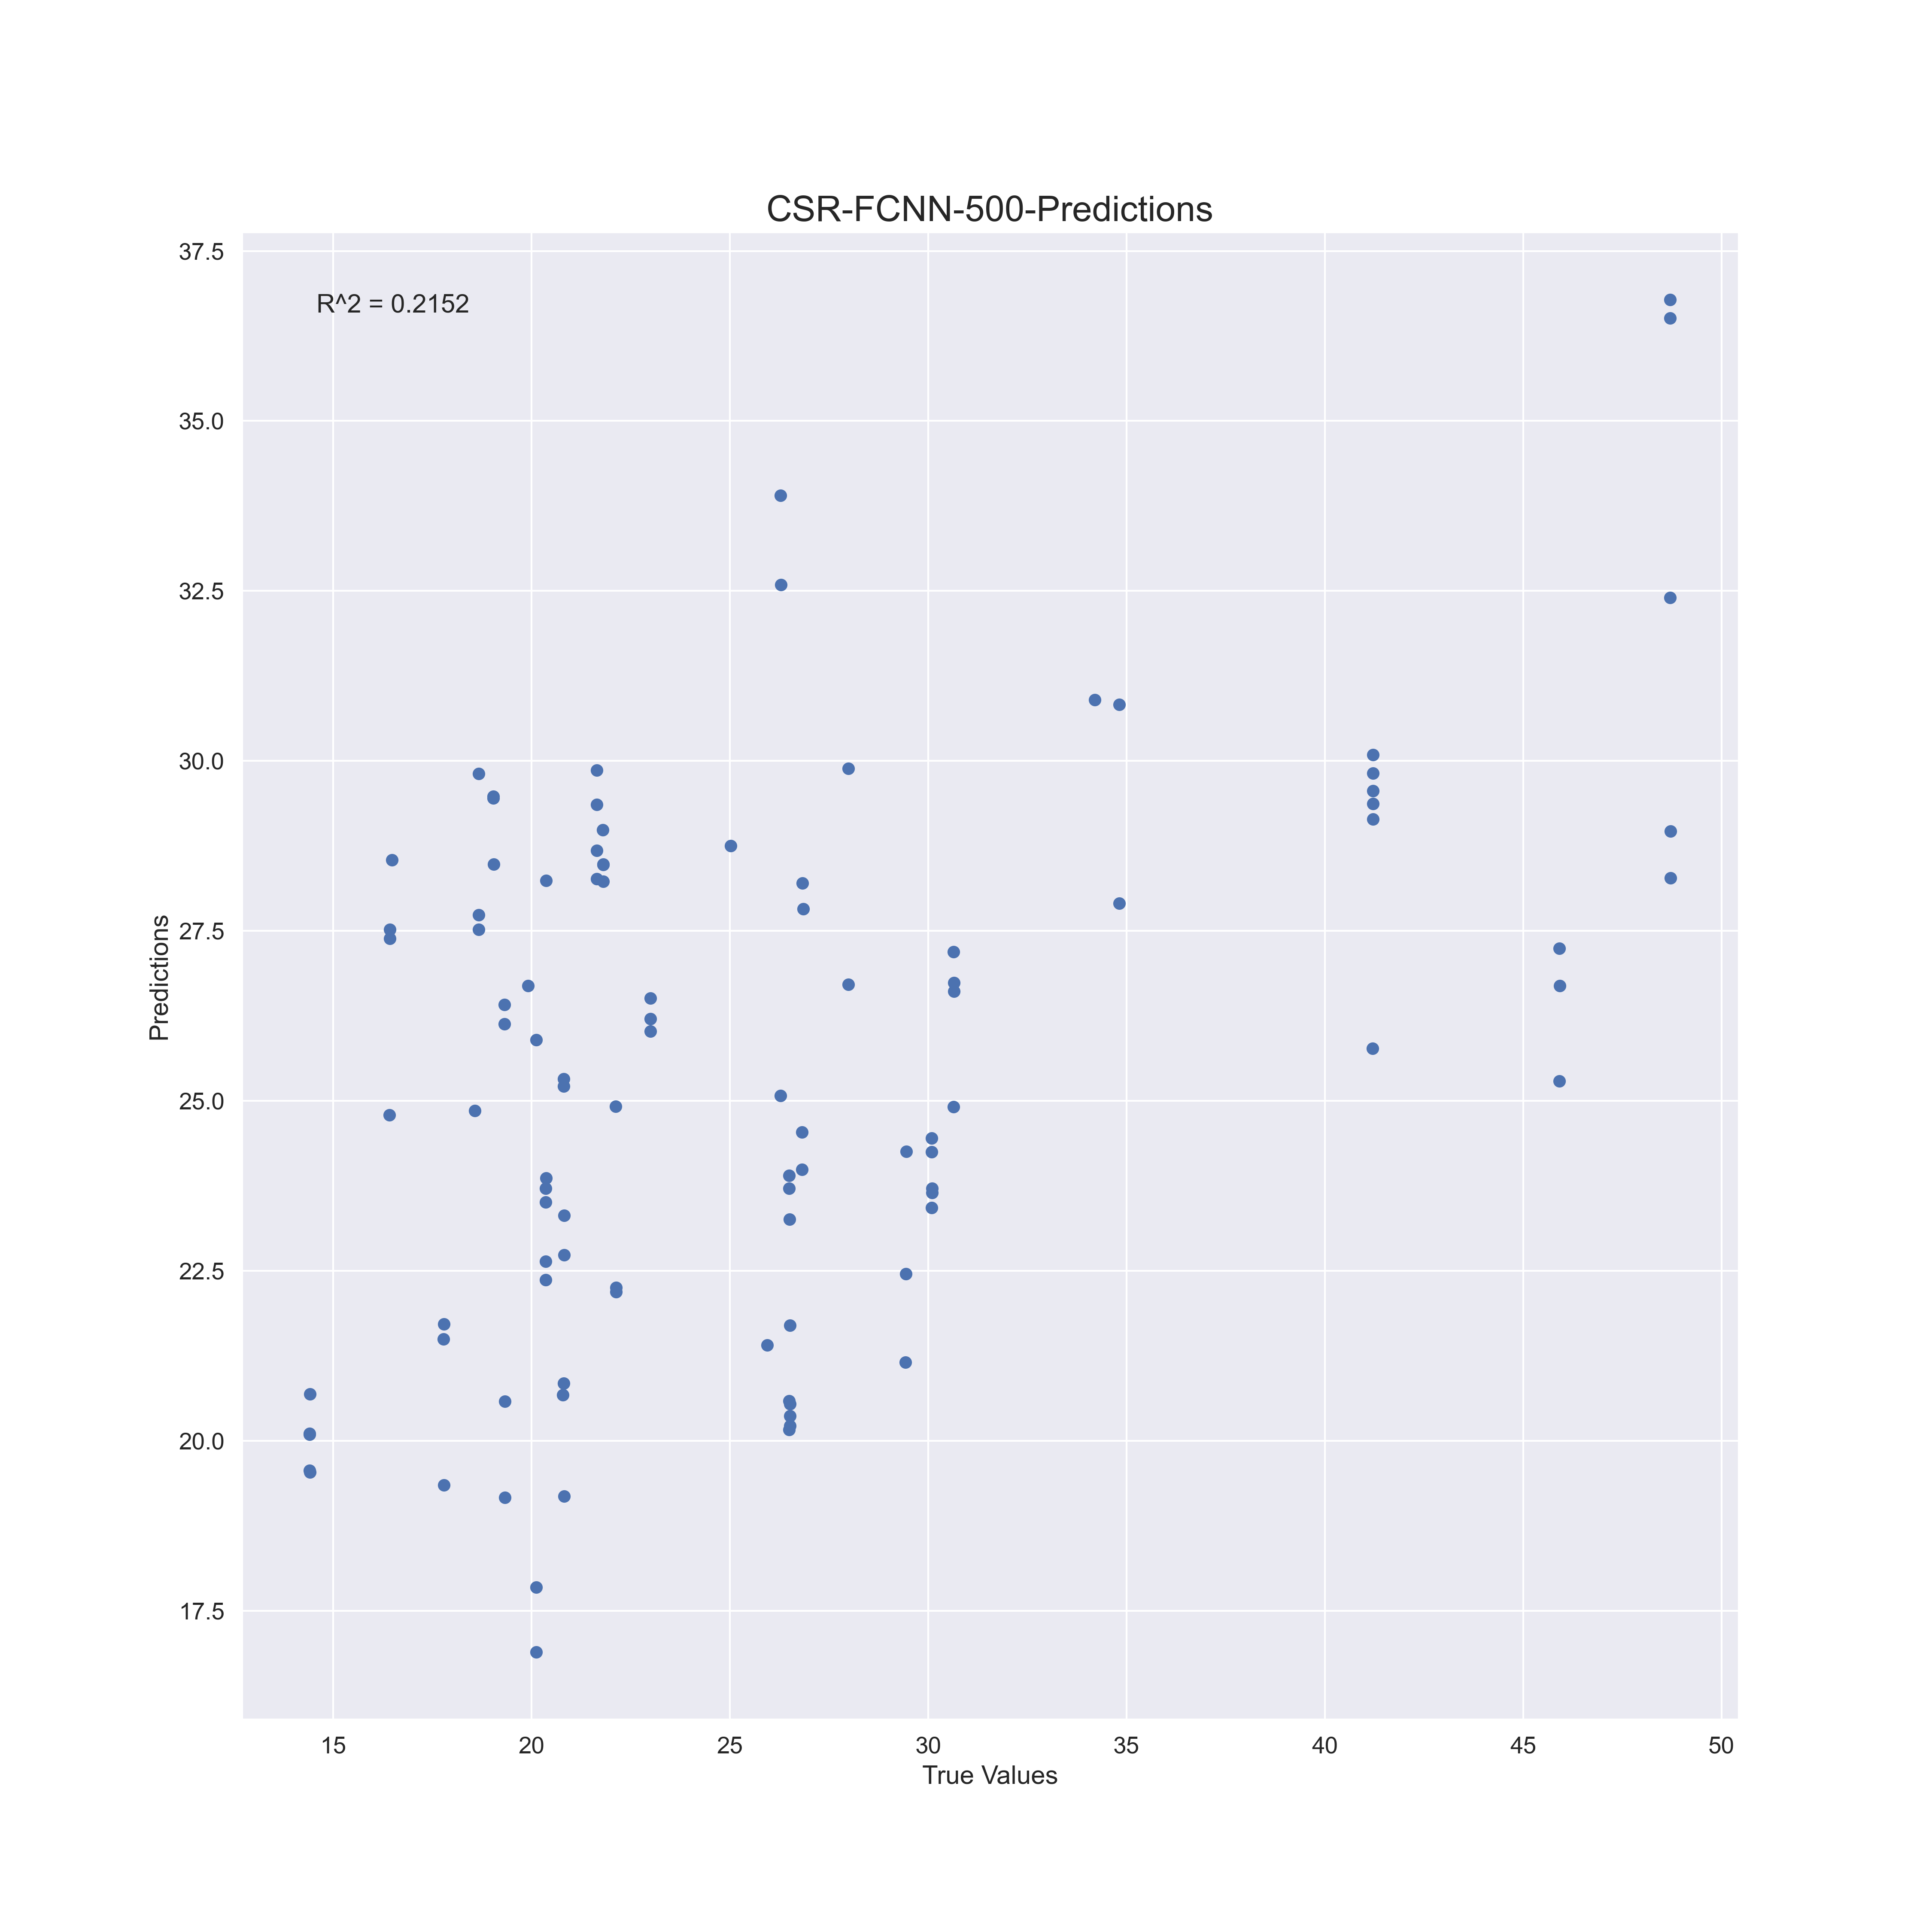 CSR-FCNN-500-Predictions
R^2 = 0.2152
37.5
35.0
32.5
30.0
27.5
25.0
22.5
20.0
17.5
Predictions
15 20 25 30 35 40 45 50
True Values